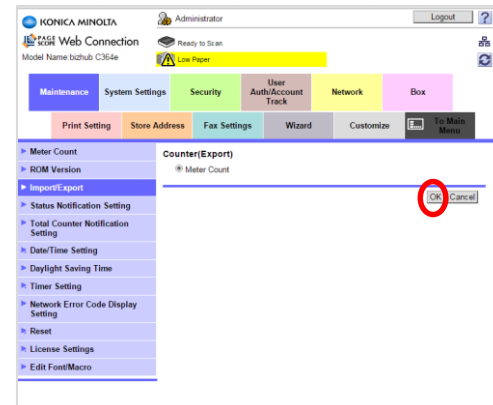 KONICA MINOLTA
Administrator
Logout
?
PAGE SCOPE Web Connection
Ready to Scan
Model Name:bizhub C364e
Low Paper
Maintenance
System Settings
Security
User Auth/Account Track
Network
Box
Print Setting
Store Address
Fax Settings
Wizard
Customize
To Main Menu
Meter Count
ROM Version
Import/Export
Status Notification Setting
Total Counter Notification
Setting
Date/Time Setting
Daylight Saving Time
Timer Setting
Network Error Code Display
Setting
Reset
License Settings
Edit Font/Macro
Counter(Export)
Meter Count
OK
Cancel